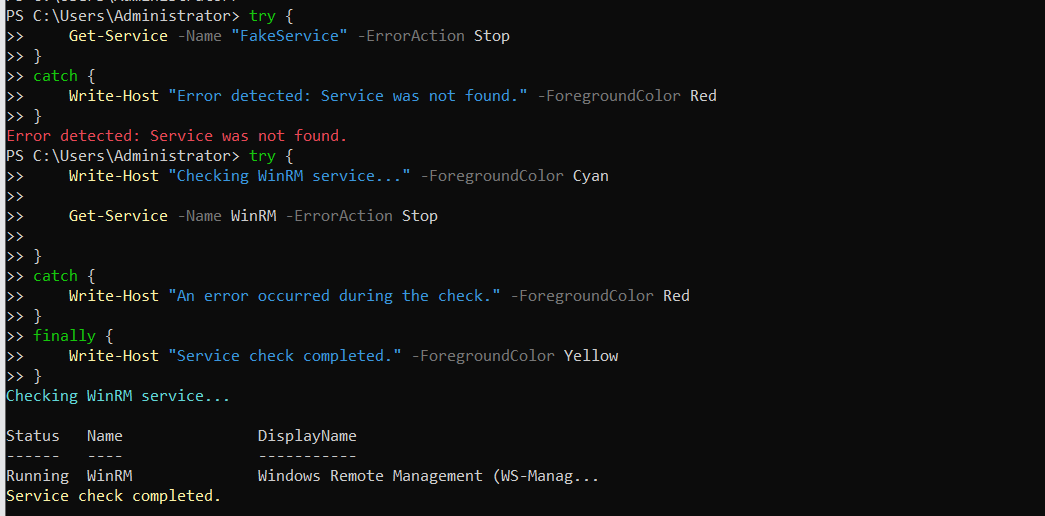 PS C:\Users\Administrator> try {
>>     Get-Service -Name "FakeService" -ErrorAction Stop
>> }
>> catch {
>>     Write-Host "Error detected: Service was not found." -ForegroundColor Red
>> }
Error detected: Service was not found.
PS C:\Users\Administrator> try {
>>     Write-Host "Checking WinRM service..." -ForegroundColor Cyan
>>
>>     Get-Service -Name WinRM -ErrorAction Stop
>>
>> }
>> catch {
>>     Write-Host "An error occurred during the check." -ForegroundColor Red
>> }
>> finally {
>>     Write-Host "Service check completed." -ForegroundColor Yellow
>> }
Checking WinRM service...

Status   Name               DisplayName
------   ----               -----------
Running  WinRM              Windows Remote Management (WS-Manag...
Service check completed.